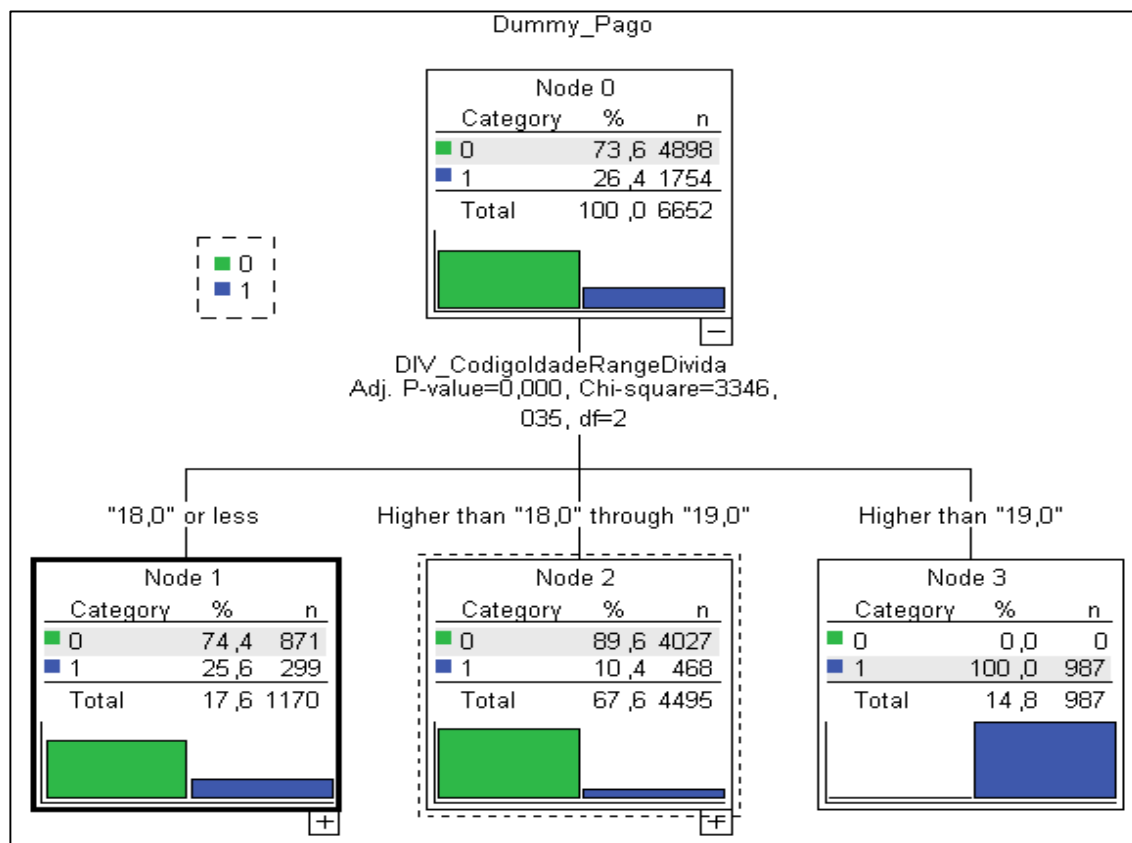 Dummy_Pago
Node 0
Category % n
0 73 ,6 4898
1 26 ,4 1754
Total 100 ,0 6652
0
1
DIV_CodigoIdadeRangeDivida
Adj. P-value=0,000, Chi-square=3346,
035, df=2
"18,0" or less
Higher than "18,0" through "19,0"
Higher than "19,0"
Node 1
Category % n
0 74,4 871
1 25,6 299
Total 17,6 1170
Node 2
Category % n
0 89,6 4027
1 10,4 468
Total 67,6 4495
Node 3
Category % n
0 0,0 0
1 100,0 987
Total 14,8 987